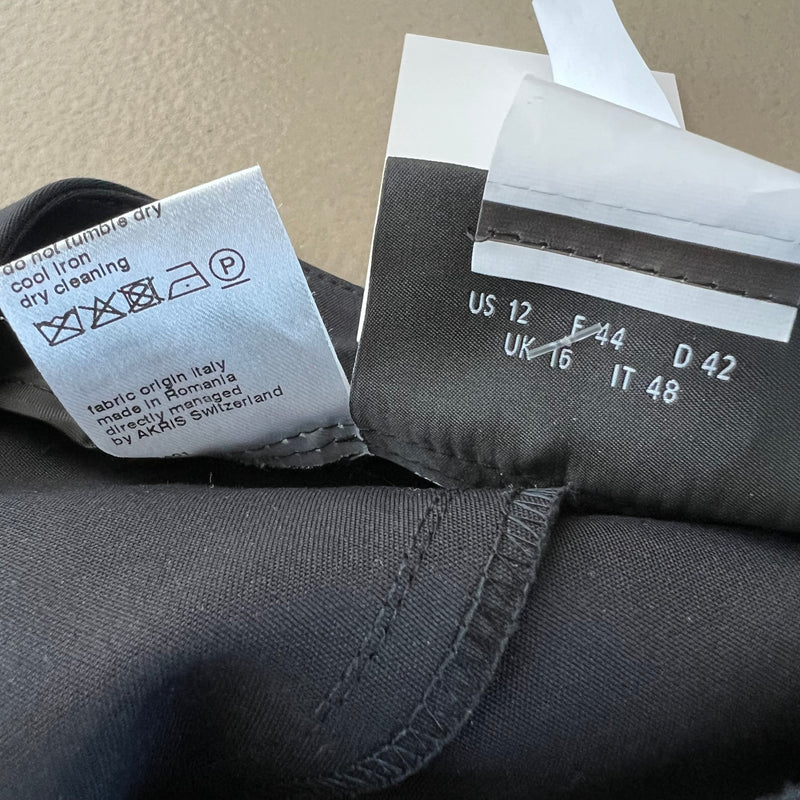 do not tumble dry
cool iron
dry cleaning
P
fabric origin italy
made in Romania
directly managed
by AKRIS Switzerland
US 12 F 44 D 42
UK 16 IT 48